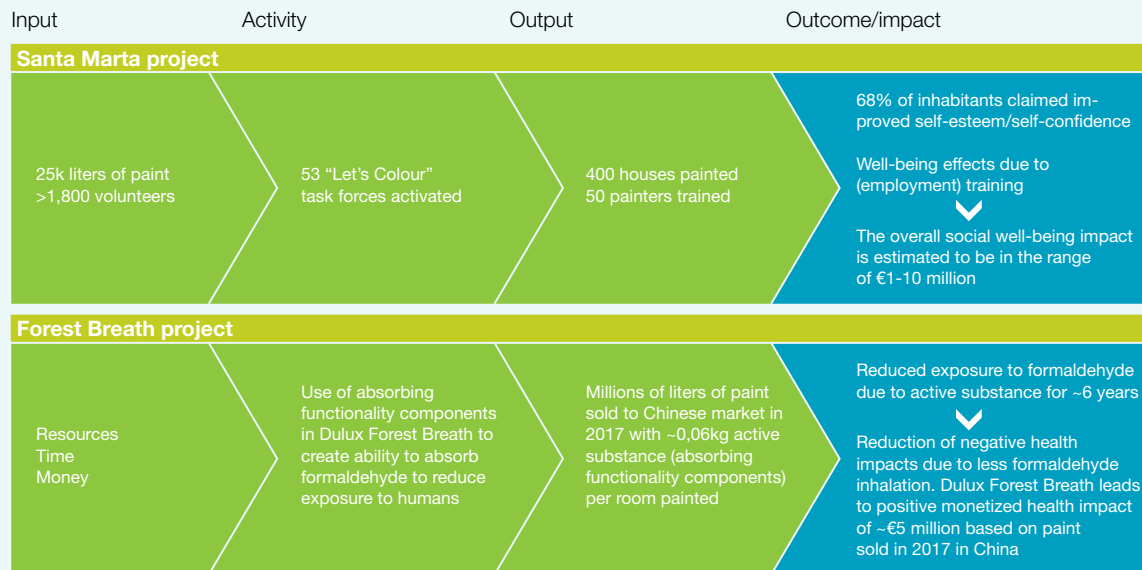 Input
Activity
Output
Outcome/impact
Santa Marta project
25k liters of paint
>1,800 volunteers
53 “Let’s Colour”
task forces activated
400 houses painted
50 painters trained
68% of inhabitants claimed im-
proved self-esteem/self-confidence
Well-being effects due to
(employment) training
The overall social well-being impact
is estimated to be in the range
of €1-10 million
Forest Breath project
Resources
Time
Money
Use of absorbing
functionality components
in Dulux Forest Breath to
create ability to absorb
formaldehyde to reduce
exposure to humans
Millions of liters of paint
sold to Chinese market in
2017 with ~0,06kg active
substance (absorbing
functionality components)
per room painted
Reduced exposure to formaldehyde
due to active substance for ~6 years
Reduction of negative health
impacts due to less formaldehyde
inhalation. Dulux Forest Breath leads
to positive monetized health impact
of ~€5 million based on paint
sold in 2017 in China